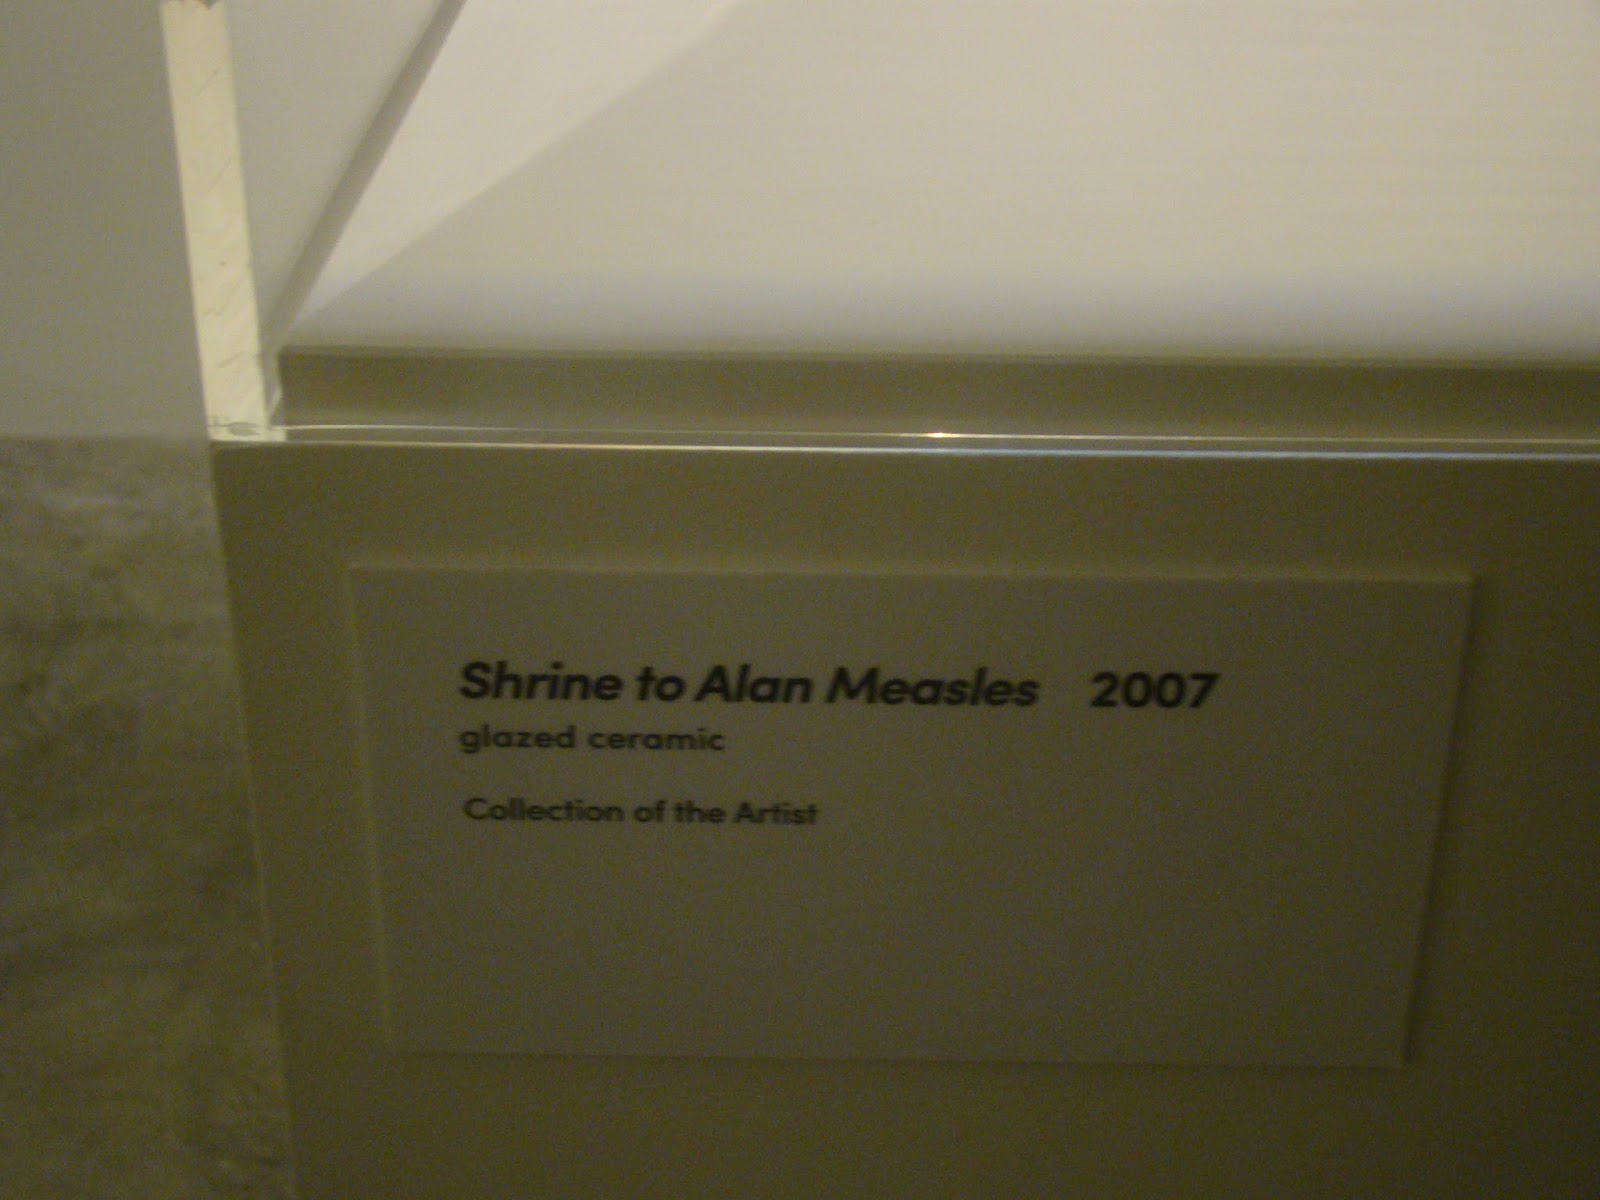 Shrine to Alan Measles 2007
glazed ceramic
Collection of the Artist